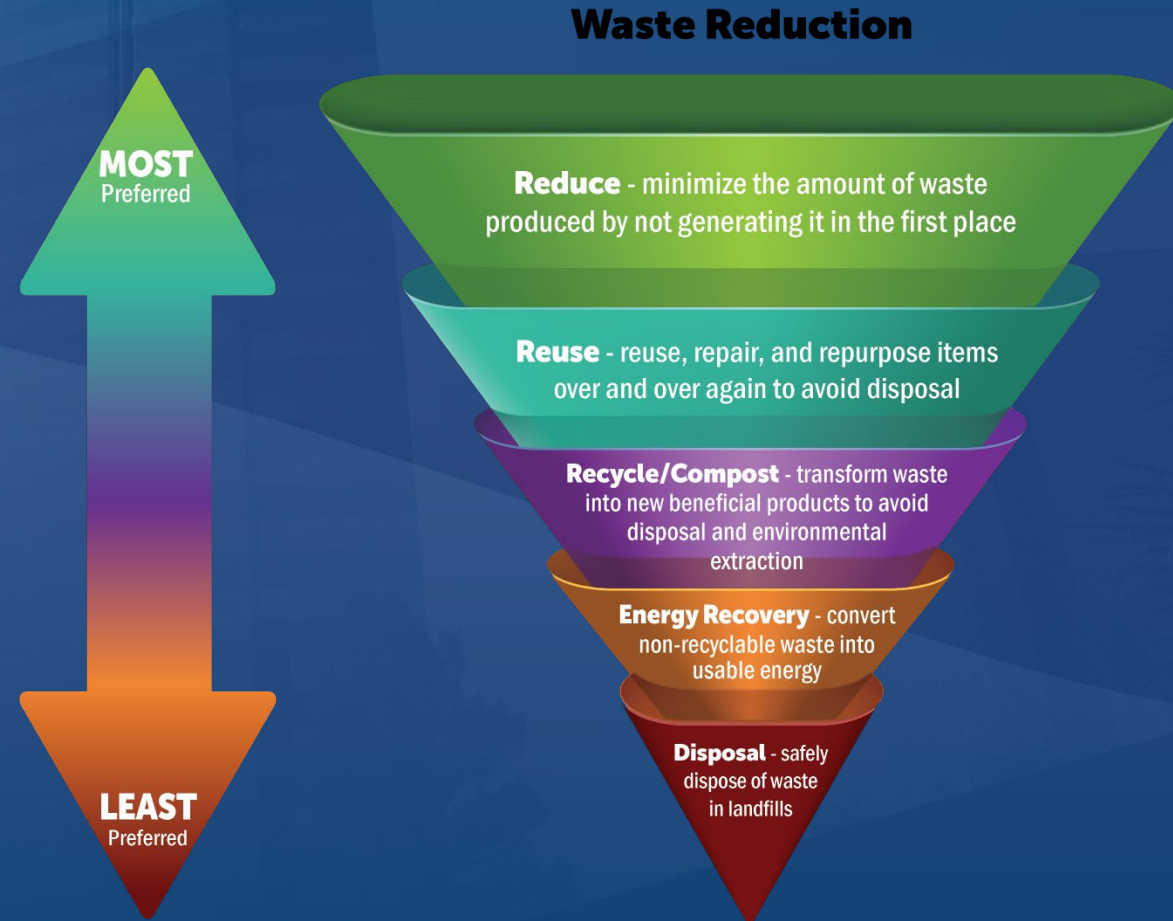 Waste Reduction
MOST
Preferred
Reduce - minimize the amount of waste
produced by not generating it in the first place
Reuse - reuse, repair, and repurpose items
over and over again to avoid disposal
Recycle/Compost - transform waste
into new beneficial products to avoid
disposal and environmental
extraction
Energy Recovery - convert
non-recyclable waste into
usable energy
Disposal - safely
dispose of waste
in landfills
LEAST
Preferred